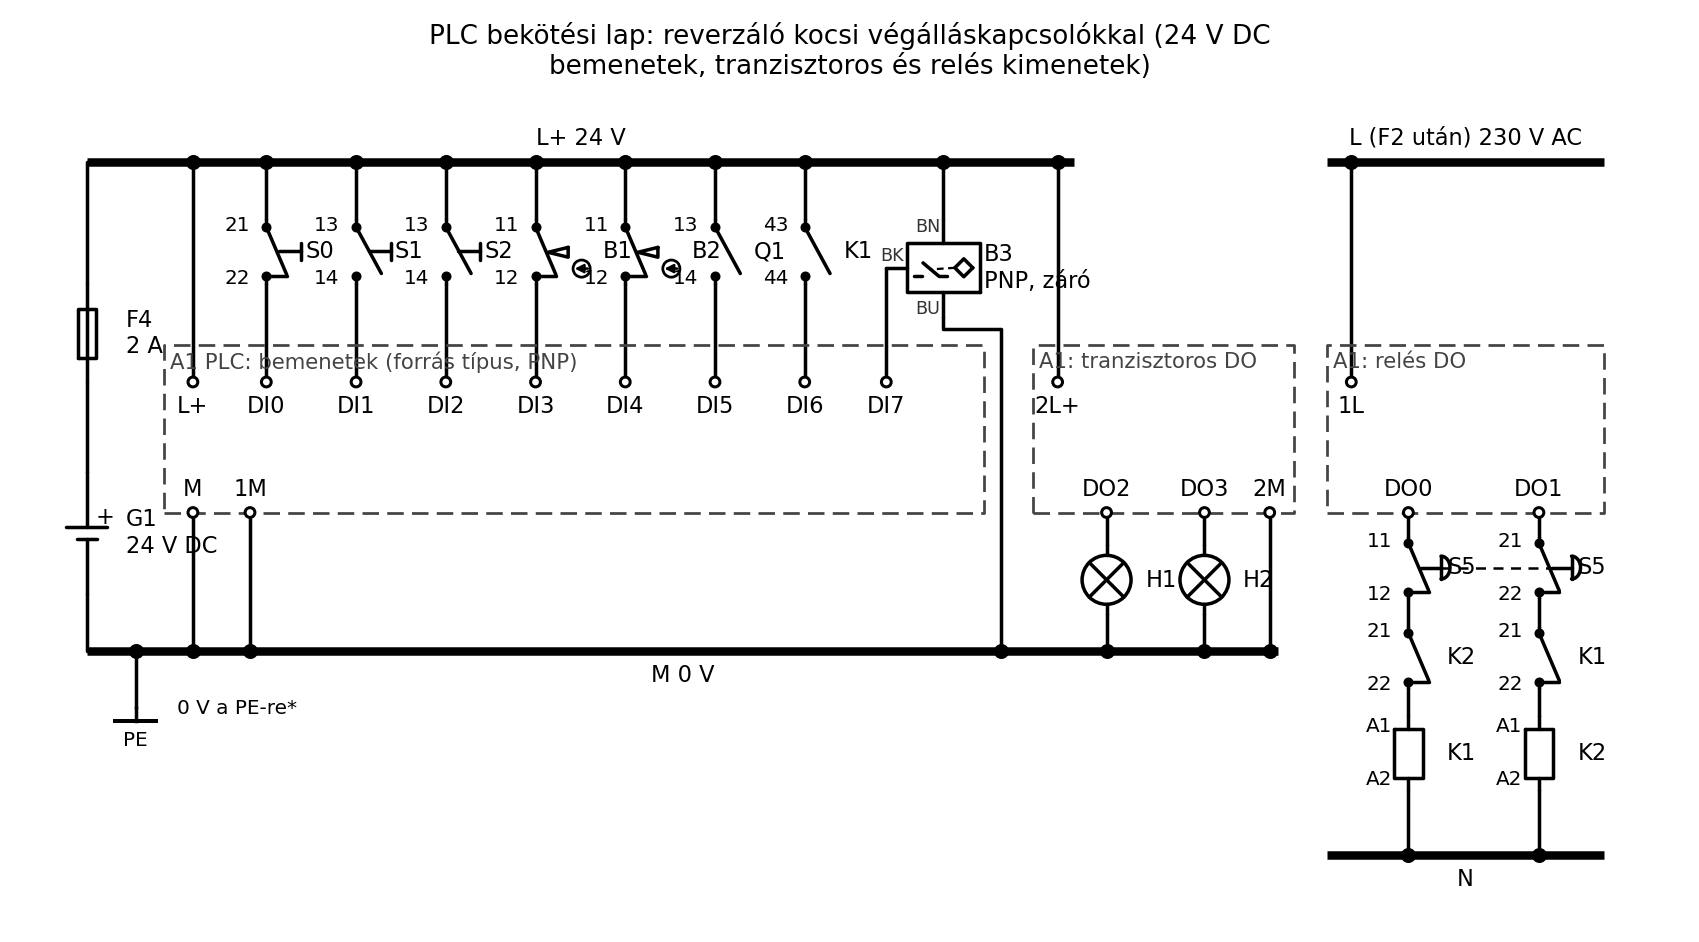 PLC bekötési lap: reverzáló kocsi végálláskapcsolókkal (24 V DC
bemenetek, tranzisztoros és relés kimenetek)
L+ 24 V
L (F2 után) 230 V AC
21 13 13 11 11 13 43
BN
S0 S1 S2 B1 B2 Q1 K1
BK
B3
22 14 14 12 12 14 44
PNP, záró
BU
F4
2 A
A1 PLC: bemenetek (forrás típus, PNP)
A1: tranzisztoros DO
A1: relés DO
L+ DI0 DI1 DI2 DI3 DI4 DI5 DI6 DI7
2L+
1L
M 1M
DO2 DO3 2M
DO0 DO1
+
G1
24 V DC
11 21
S5 S5
12 22
H1 H2
21 21
K2 K1
22 22
M 0 V
0 V a PE-re*
PE
A1 A1
K1 K2
A2 A2
N